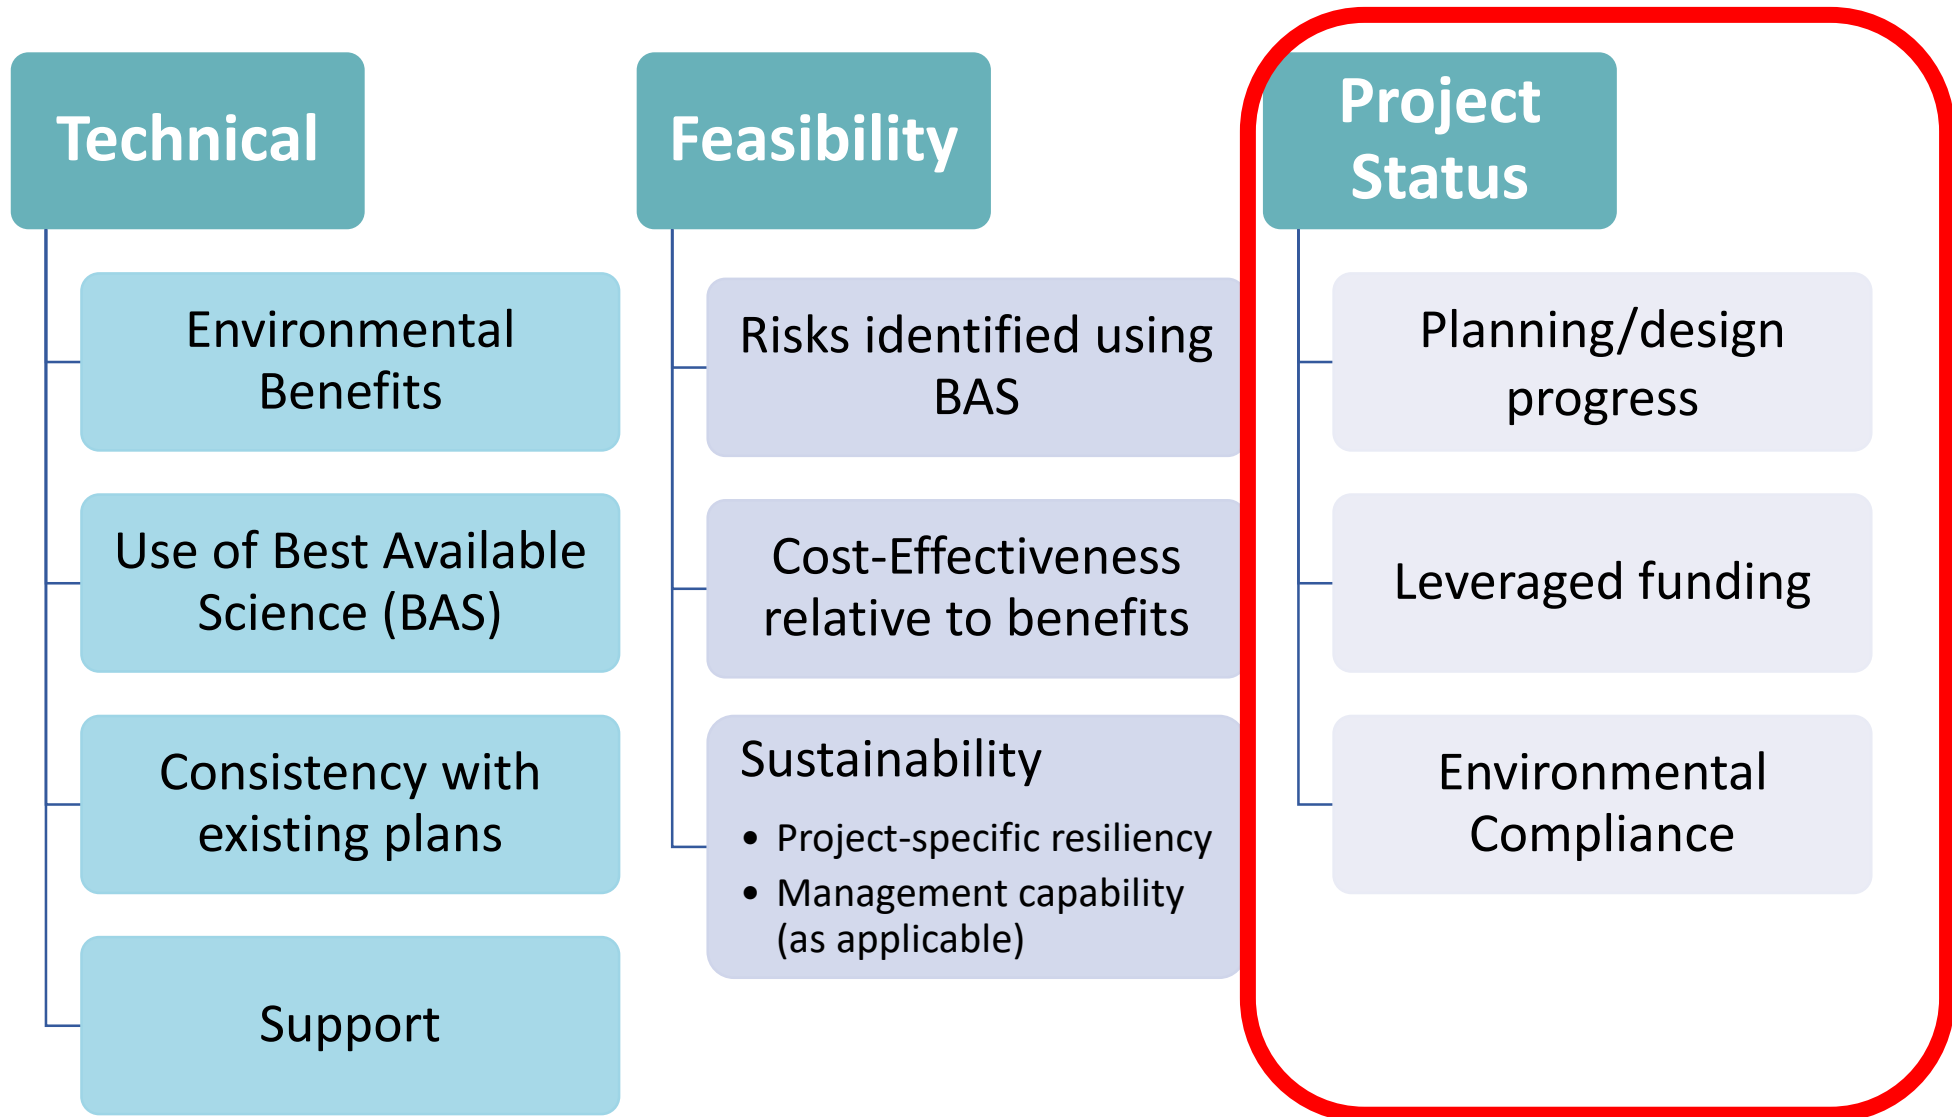 Technical
Environmental
Benefits
Use of Best Available
Science (BAS)
Consistency with
existing plans
Support
Feasibility
Risks identified using
BAS
Cost-Effectiveness
relative to benefits
Sustainability
• Project-specific resiliency
• Management capability
(as applicable)
Project
Status
Planning/design
progress
Leveraged funding
Environmental
Compliance